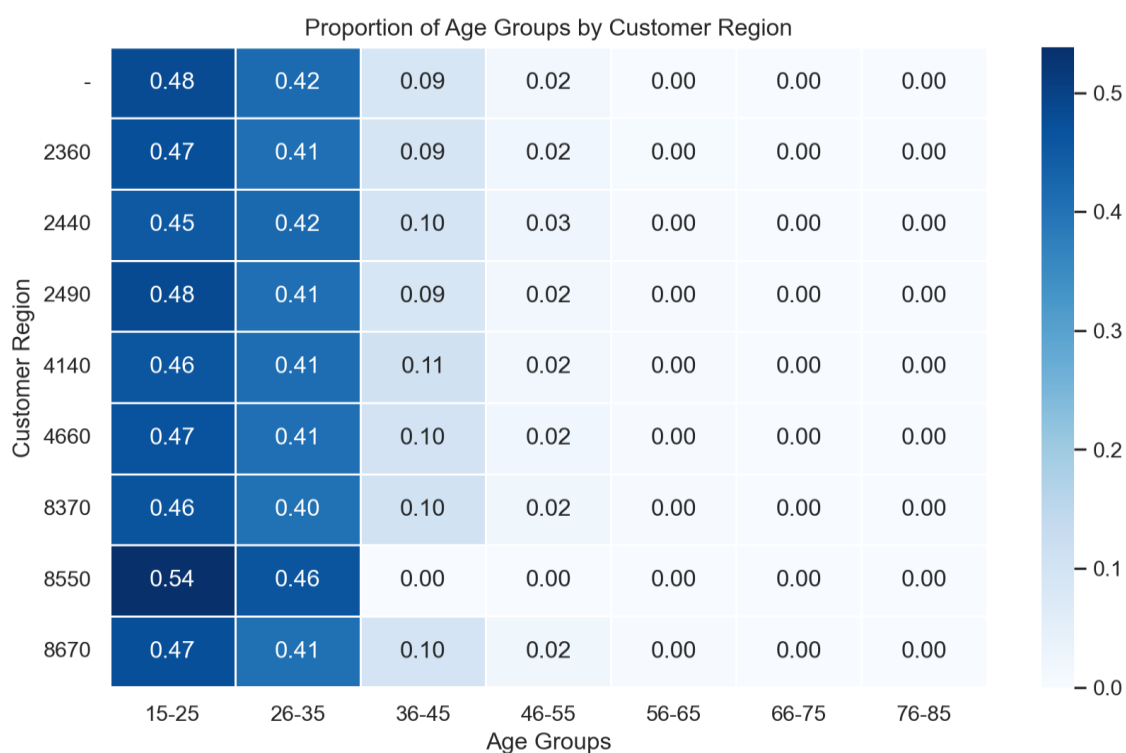 Proportion of Age Groups by Customer Region
- 0.48 0.42 0.09 0.02 0.00 0.00 0.00
2360 0.47 0.41 0.09 0.02 0.00 0.00 0.00
2440 0.45 0.42 0.10 0.03 0.00 0.00 0.00
2490 0.48 0.41 0.09 0.02 0.00 0.00 0.00
4140 0.46 0.41 0.11 0.02 0.00 0.00 0.00
4660 0.47 0.41 0.10 0.02 0.00 0.00 0.00
8370 0.46 0.40 0.10 0.02 0.00 0.00 0.00
8550 0.54 0.46 0.00 0.00 0.00 0.00 0.00
8670 0.47 0.41 0.10 0.02 0.00 0.00 0.00
15-25 26-35 36-45 46-55 56-65 66-75 76-85
Age Groups
Customer Region
0.5
0.4
0.3
0.2
0.1
0.0